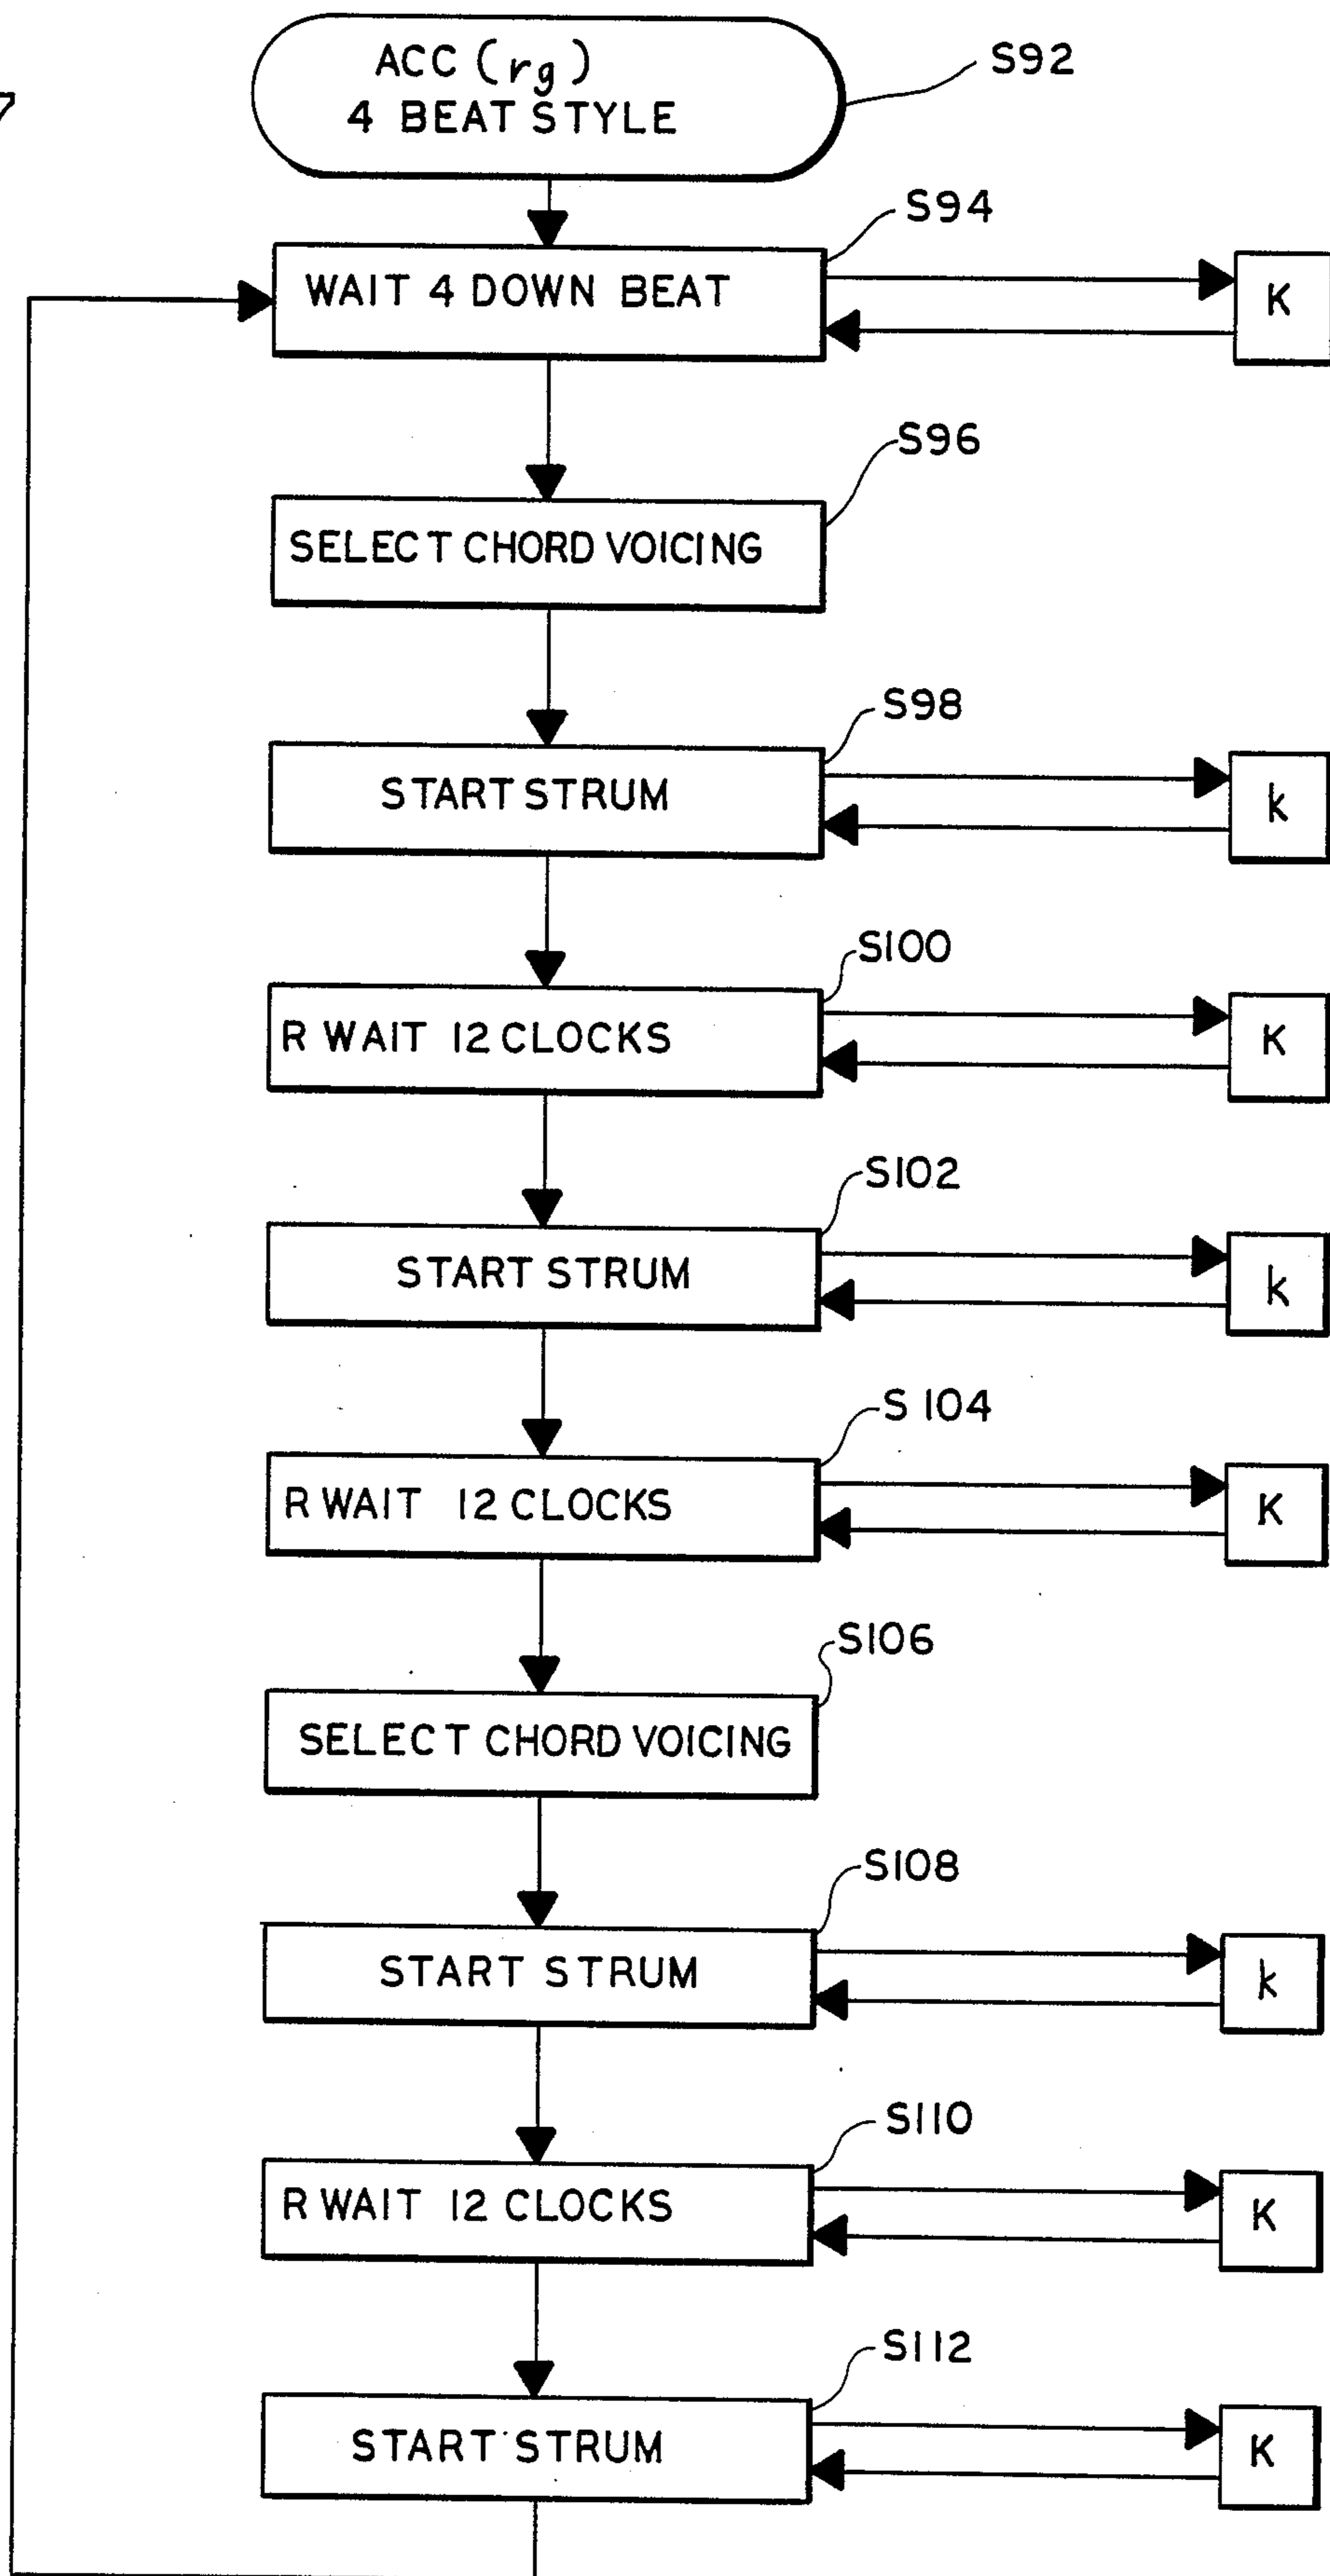 7
ACC (rg)
4 BEAT STYLE
S92
S94
WAIT 4 DOWN BEAT
K
S96
SELECT CHORD VOICING
S98
START STRUM
k
S100
R WAIT 12 CLOCKS
K
S102
START STRUM
k
S104
R WAIT 12 CLOCKS
K
S106
SELECT CHORD VOICING
S108
START STRUM
k
S110
R WAIT 12 CLOCKS
K
S112
START STRUM
K